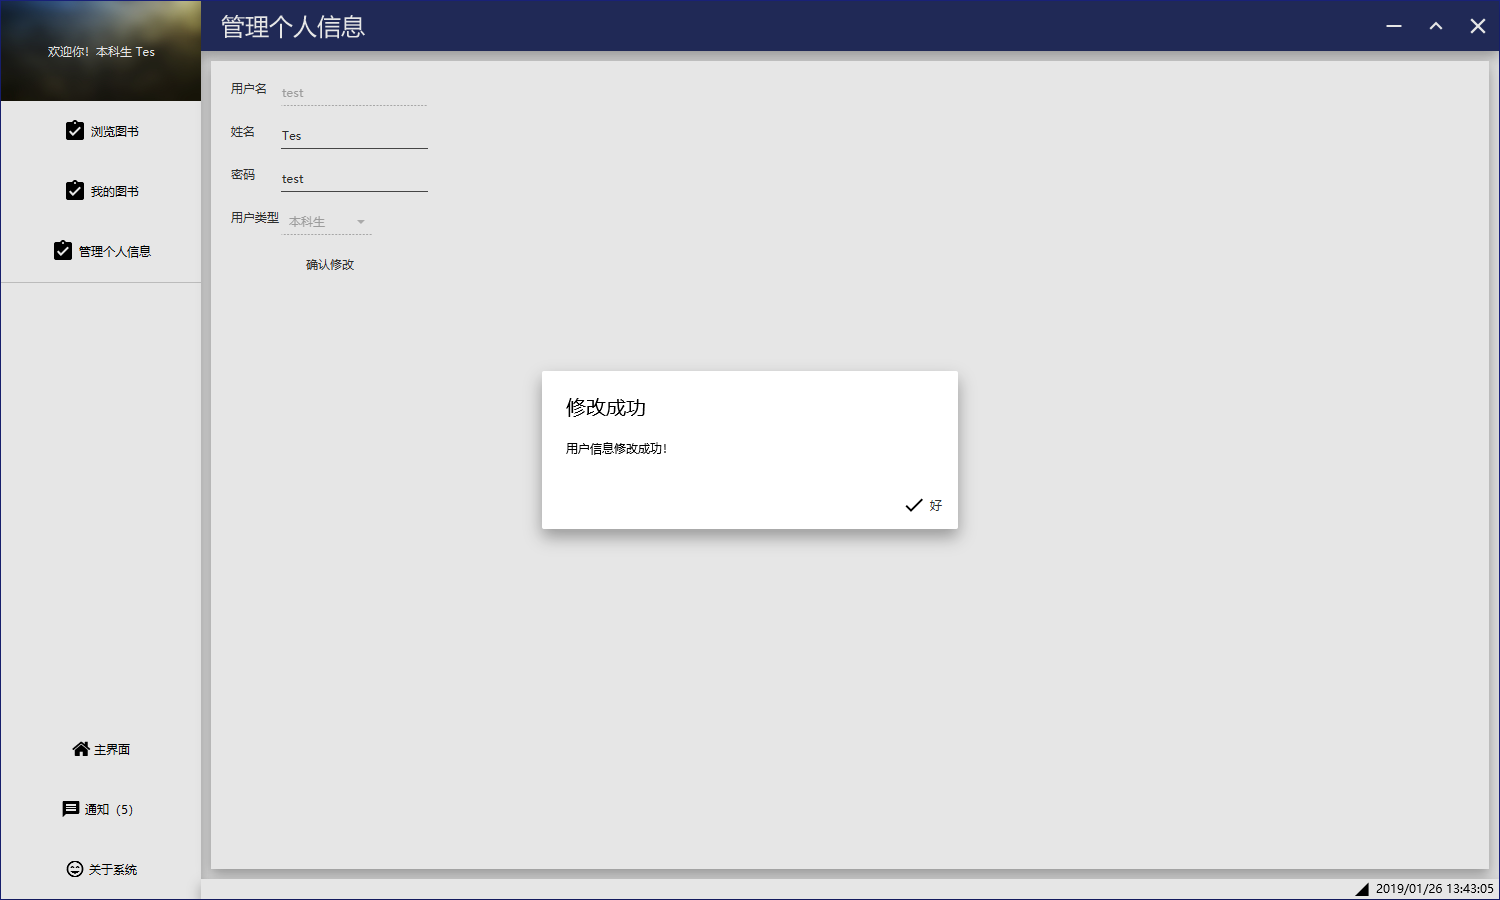 欢迎你！本科生 Tes
浏览图书
我的图书
管理个人信息
主界面
通知（5）
关于系统
管理个人信息
用户名 test
姓名 Tes
密码 test
用户类型 本科生
确认修改
修改成功
用户信息修改成功！
好
2019/01/26 13:43:05